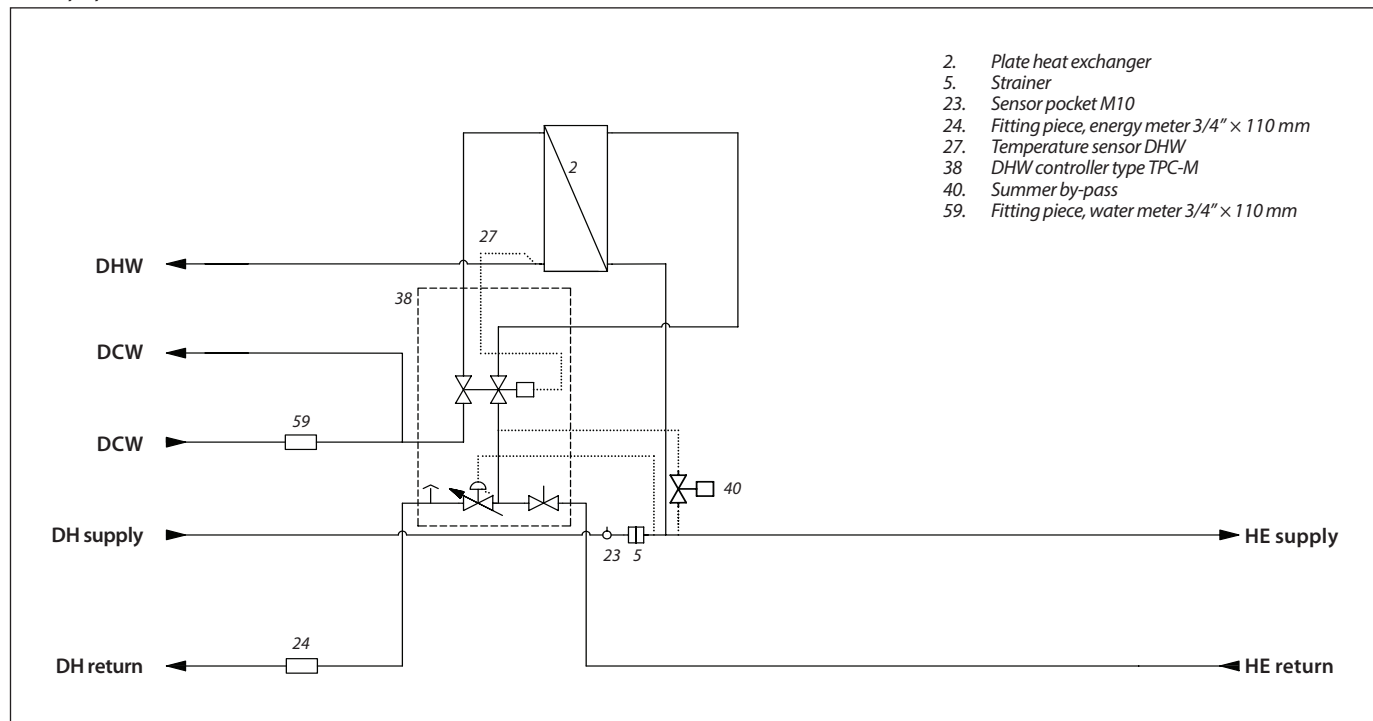 2. Plate heat exchanger
5. Strainer
23. Sensor pocket M10
24. Fitting piece, energy meter 3/4" × 110 mm
27. Temperature sensor DHW
38 DHW controller type TPC-M
40. Summer by-pass
59. Fitting piece, water meter 3/4" × 110 mm
2
27
DHW
38
DCW
59
DCW
40
DH supply
23
5
HE supply
24
DH return
HE return